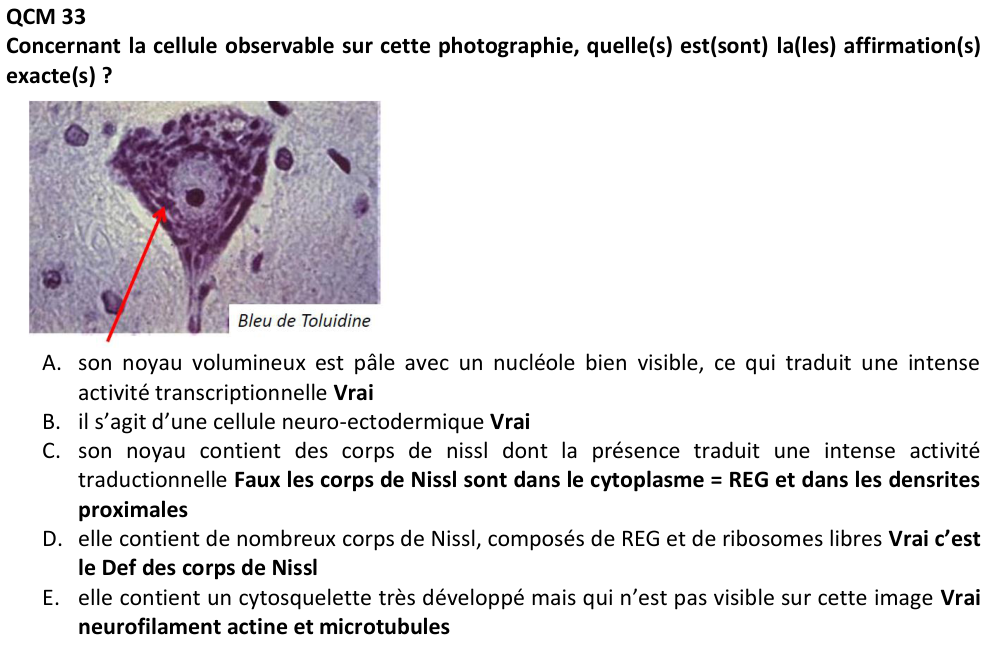 QCM 33
Concernant la cellule observable sur cette photographie, quelle(s) est(sont) la(les) affirmation(s)
exacte(s) ?
Bleu de Toluidine
A. son noyau volumineux est pâle avec un nucléole bien visible, ce qui traduit une intense
activité transcriptionnelle Vrai
B. il s’agit d’une cellule neuro-ectodermique Vrai
C. son noyau contient des corps de nissl dont la présence traduit une intense activité
traductionnelle Faux les corps de Nissl sont dans le cytoplasme = REG et dans les densrites
proximales
D. elle contient de nombreux corps de Nissl, composés de REG et de ribosomes libres Vrai c’est
le Def des corps de Nissl
E. elle contient un cytosquelette très développé mais qui n’est pas visible sur cette image Vrai
neurofilament actine et microtubules